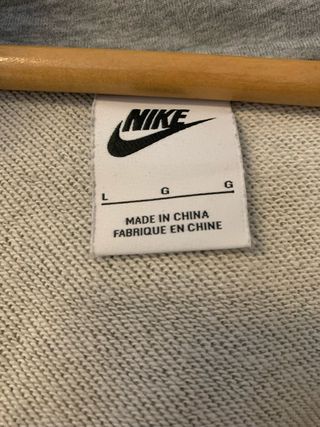 NIKE
L G G
MADE IN CHINA
FABRIQUE EN CHINE